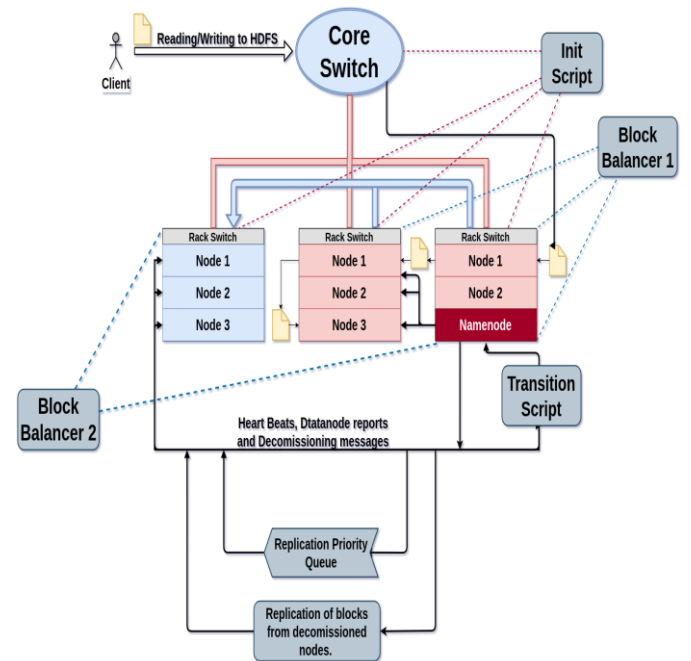 Reading/Writing to HDFS
Client
Core
Switch
Init
Script
Block
Balancer 1
Rack Switch
Node 1
Node 2
Node 3
Rack Switch
Node 1
Node 2
Node 3
Rack Switch
Node 1
Node 2
Namenode
Block
Balancer 2
Transition
Script
Heart Beats, Dtatanode reports
and Decomissioning messages
Replication Priority
Queue
Replication of blocks
from decomissioned
nodes.